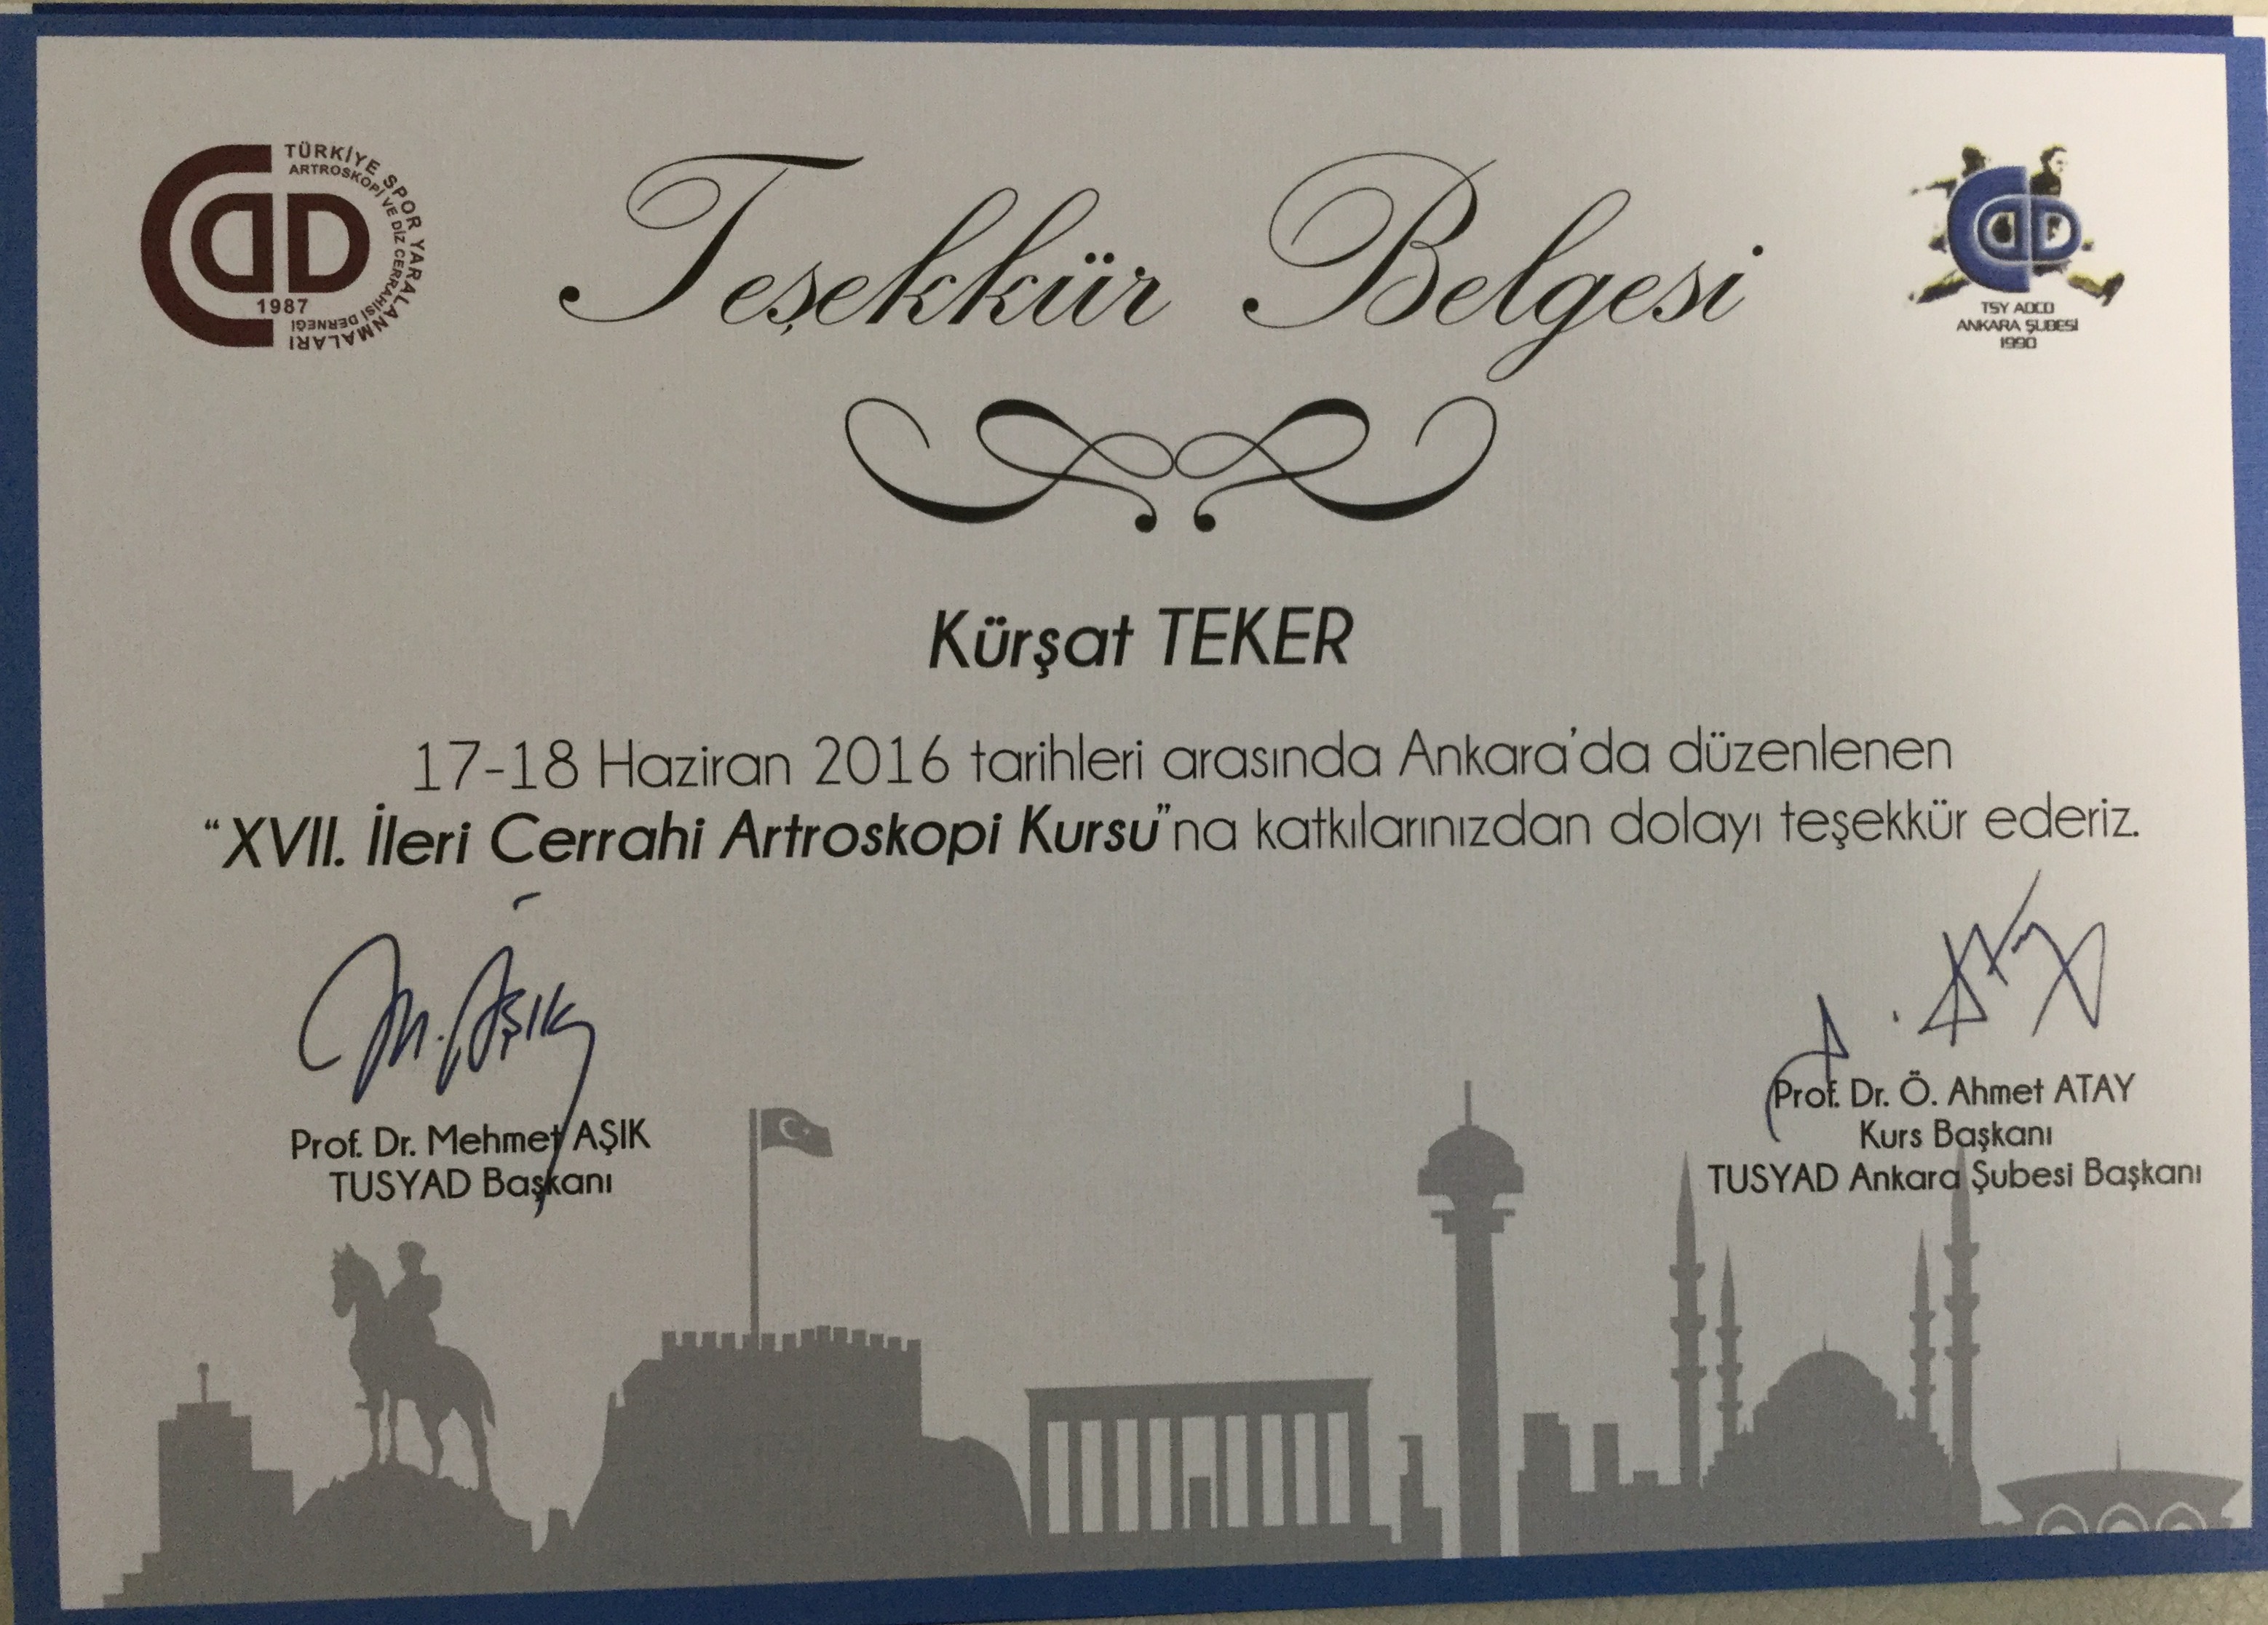 TÜRKİYE SPOR YARALANMALARI
ARTROSKOPİ VE DİZ CERRAHİSİ DERNEĞİ
1987
Teşekkür Belgesi
TSY ADCD
ANKARA ŞUBESİ
1990
Kürşat TEKER
17-18 Haziran 2016 tarihleri arasında Ankara'da düzenlenen
“XVII. İleri Cerrahi Artroskopi Kursu”na katkılarınızdan dolayı teşekkür ederiz.
M. AŞIK
Prof. Dr. Mehmet AŞIK
TUSYAD Başkanı
Prof. Dr. Ö. Ahmet ATAY
Kurs Başkanı
TUSYAD Ankara Şubesi Başkanı